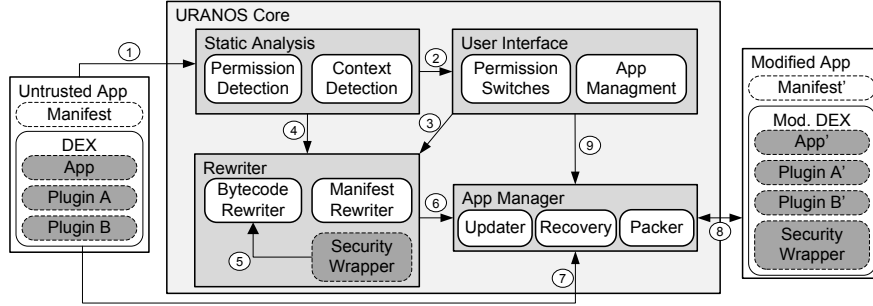 URANOS Core
1
Static Analysis
Permission
Detection
Context
Detection
2
User Interface
Permission
Switches
App
Managment
Untrusted App
Manifest
DEX
App
Plugin A
Plugin B
4
3
9
Rewriter
Bytecode
Rewriter
Manifest
Rewriter
5
Security
Wrapper
6
App Manager
Updater
Recovery
Packer
7
8
Modified App
Manifest'
Mod. DEX
App'
Plugin A'
Plugin B'
Security
Wrapper